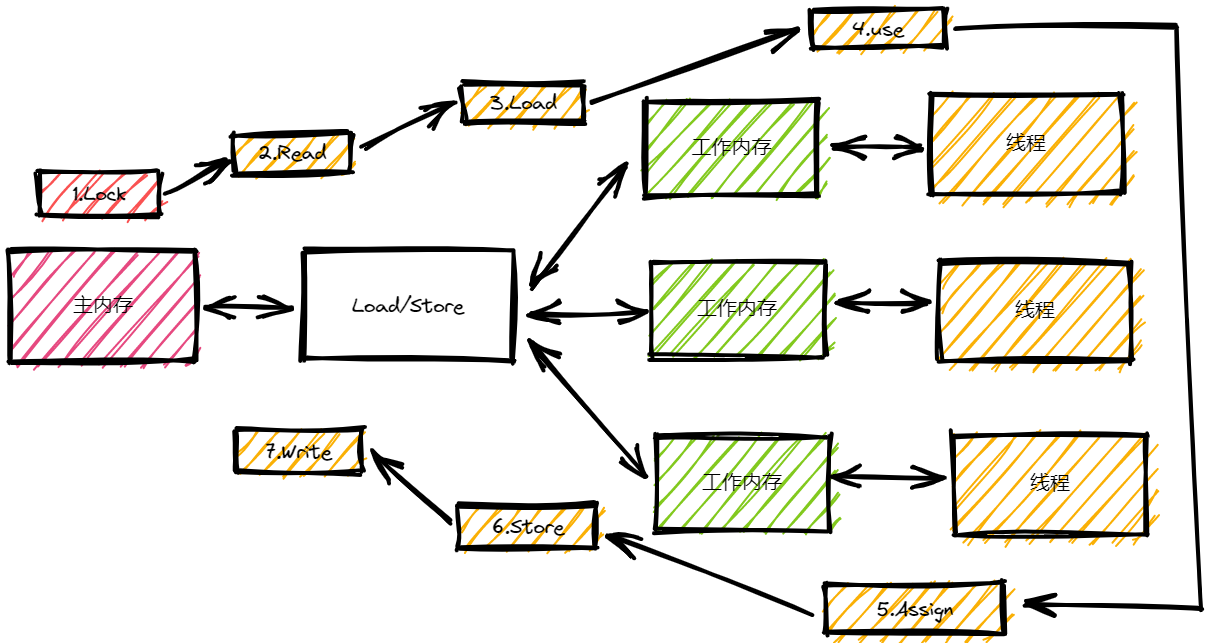 4.use
3.Load
2.Read
1.Lock
工作内存
线程
主内存
Load/Store
工作内存
线程
7.Write
工作内存
线程
6.Store
5.Assign